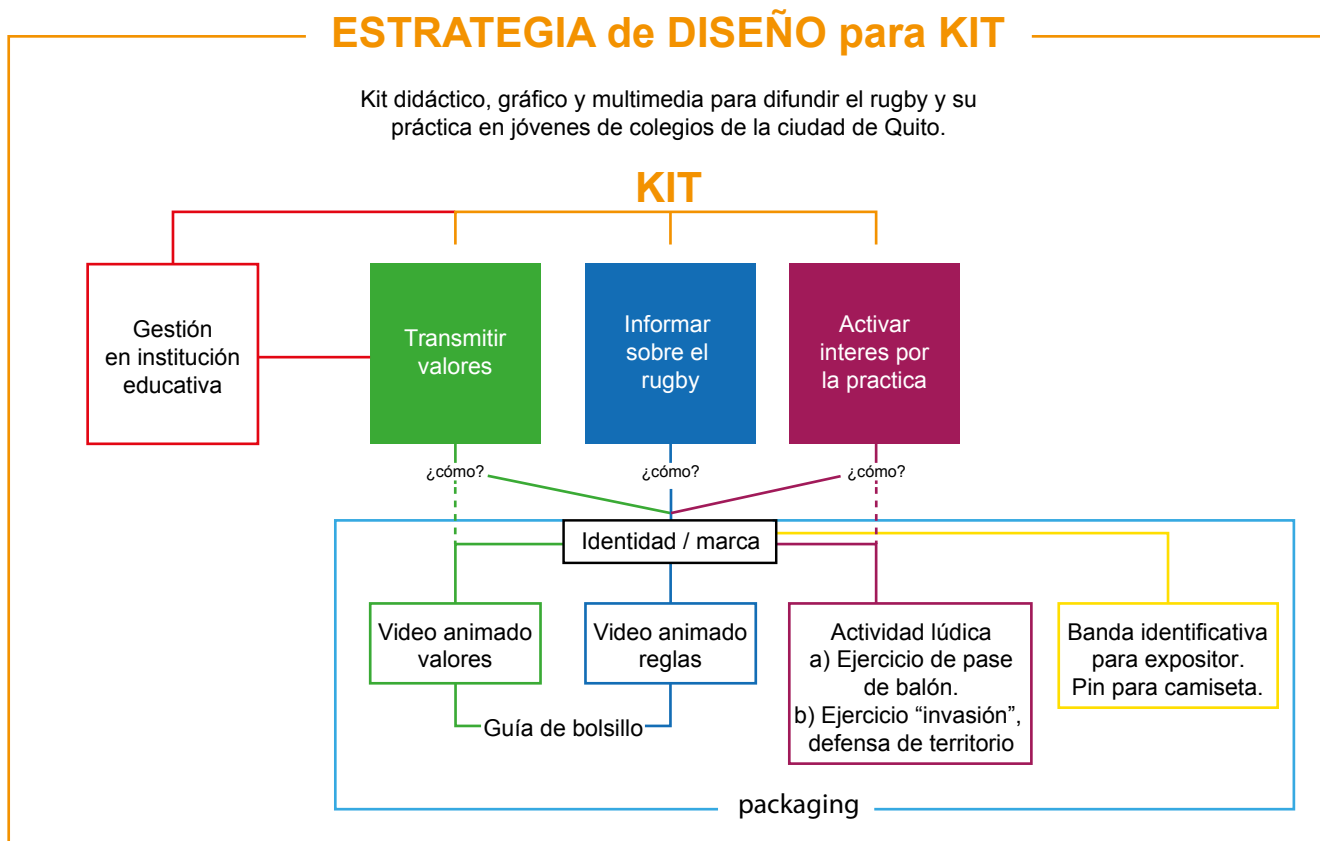 ESTRATEGIA de DISEÑO para KIT
Kit didáctico, gráfico y multimedia para difundir el rugby y su
práctica en jóvenes de colegios de la ciudad de Quito.
KIT
Gestión
en institución
educativa
Transmitir
valores
Informar
sobre el
rugby
Activar
interes por
la practica
¿cómo?
¿cómo?
¿cómo?
Identidad / marca
Video animado
valores
Video animado
reglas
Actividad lúdica
a) Ejercicio de pase
de balón.
b) Ejercicio “invasión”,
defensa de territorio
Banda identificativa
para expositor.
Pin para camiseta.
Guía de bolsillo
packaging